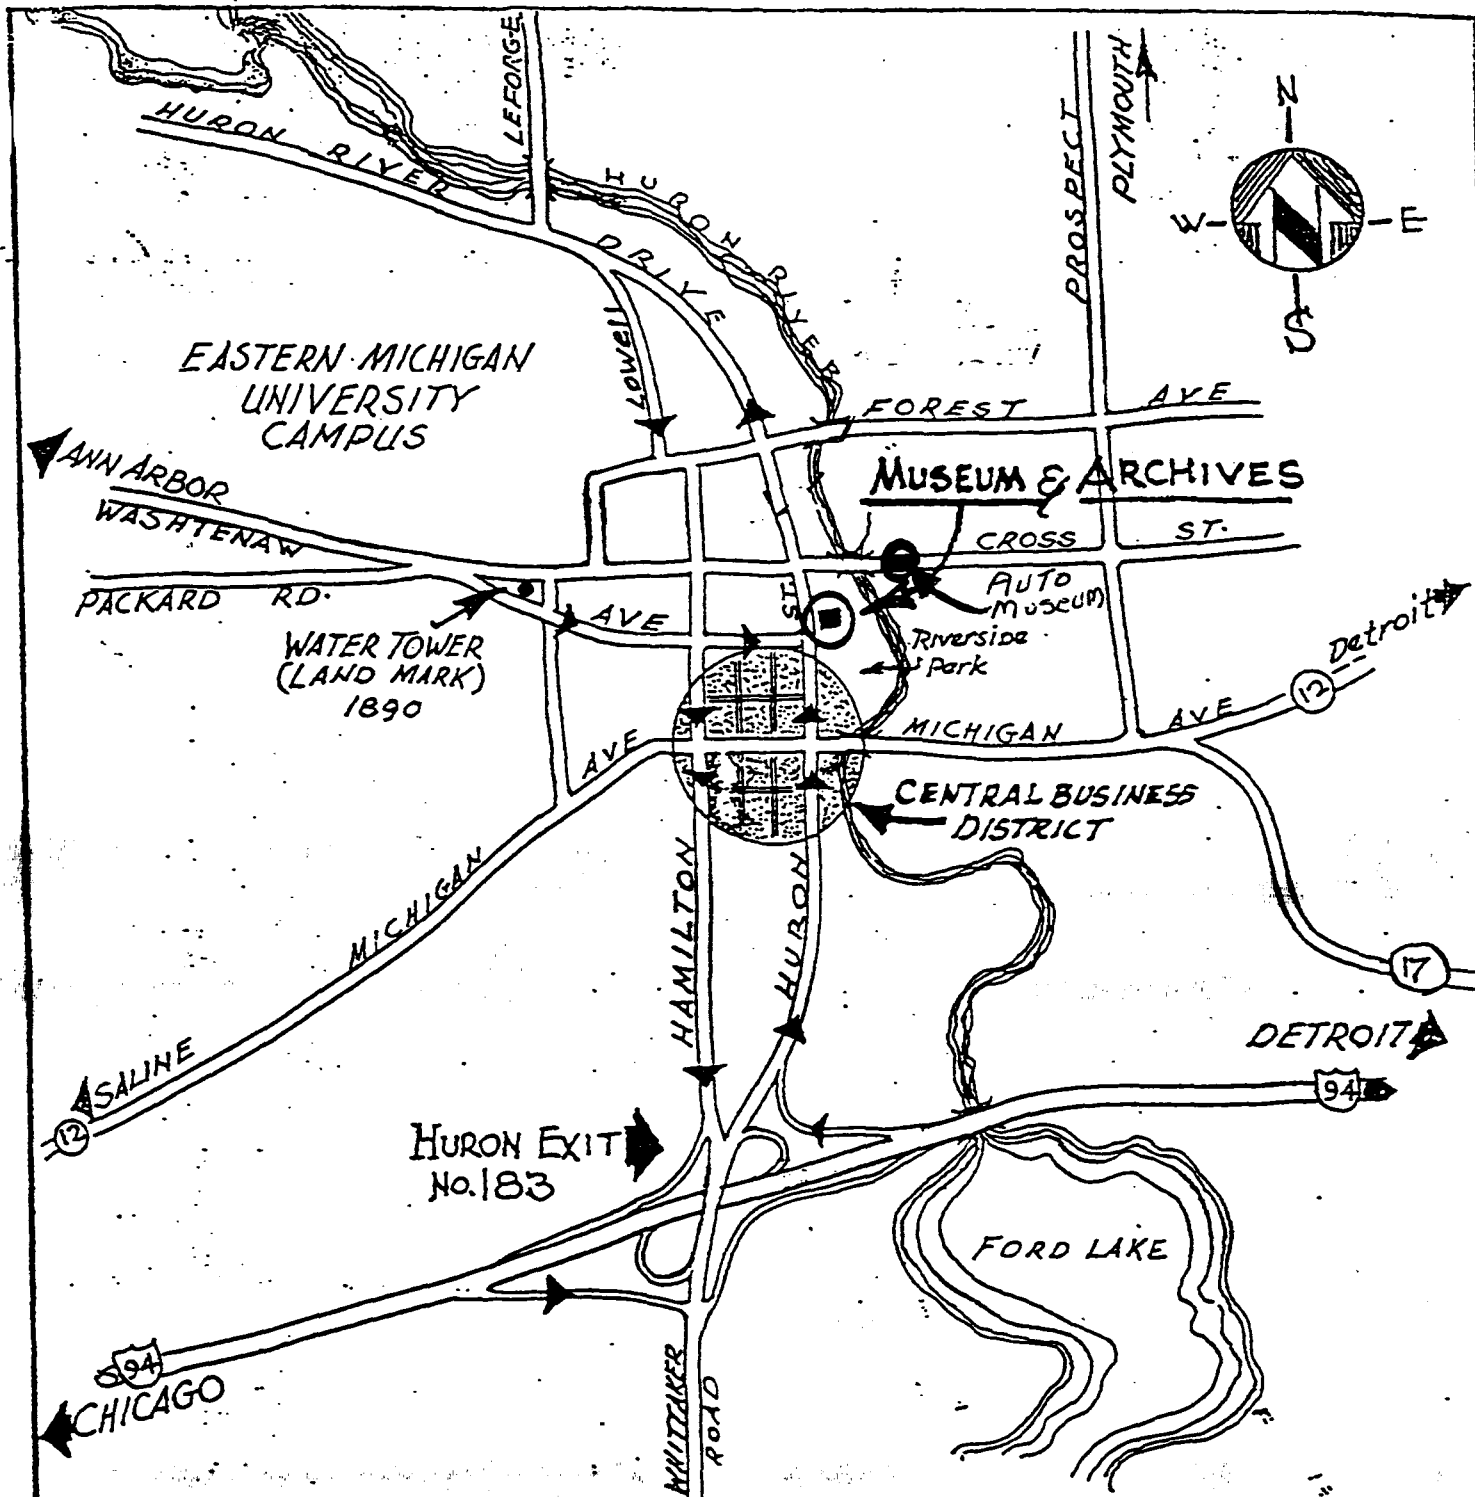 LEFORGE
PROSPECT
PLYMOUTH
N
W
E
S
HURON RIVER DRIVE
HURON RIVER
Lowell
EASTERN MICHIGAN
UNIVERSITY
CAMPUS
FOREST AVE
ANN ARBOR
WASHTENAW AVE
MUSEUM & ARCHIVES
CROSS ST.
PACKARD RD.
AUTO
MUSEUM
ST.
WATER TOWER
(LAND MARK)
1890
Riverside
Park
Detroit
12
MICHIGAN AVE
MICHIGAN AVE
CENTRAL BUSINESS
DISTRICT
HAMILTON
HURON
17
SALINE
12
DETROIT
94
HURON EXIT
No.183
FORD LAKE
94
CHICAGO
WHITTAKER
ROAD